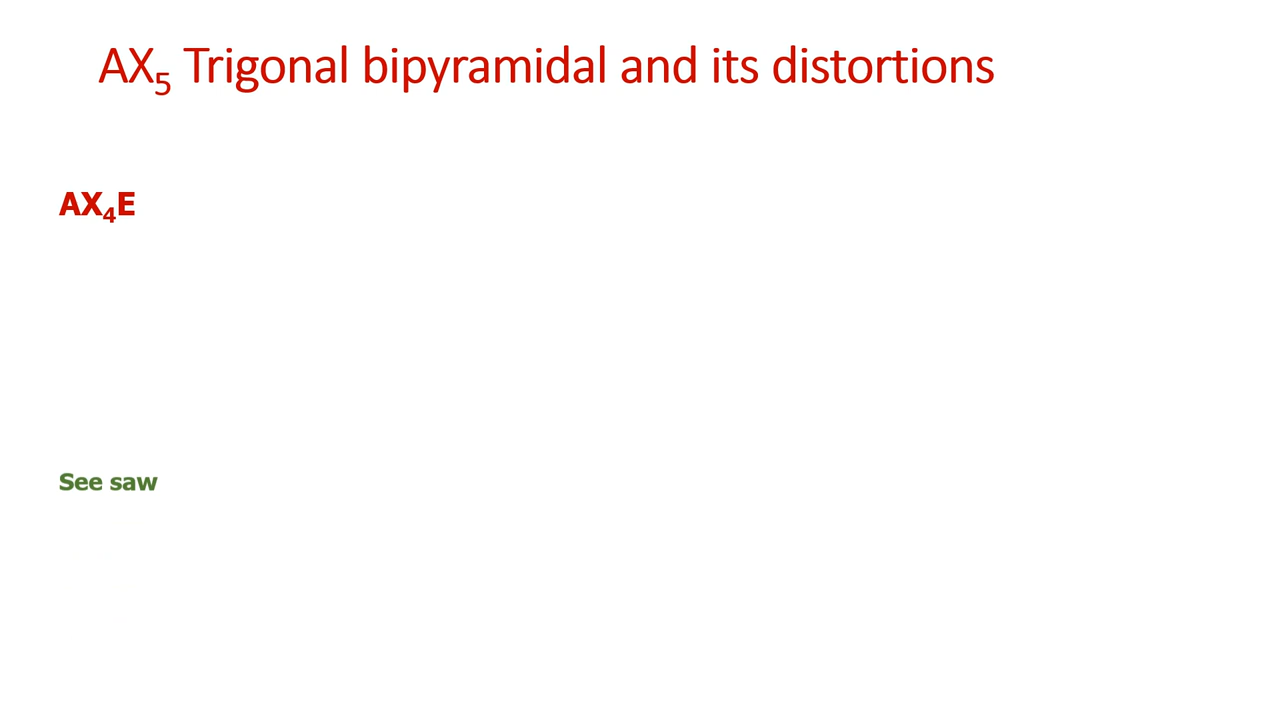 AX₅ Trigonal bipyramidal and its distortions
AX₄E
See saw